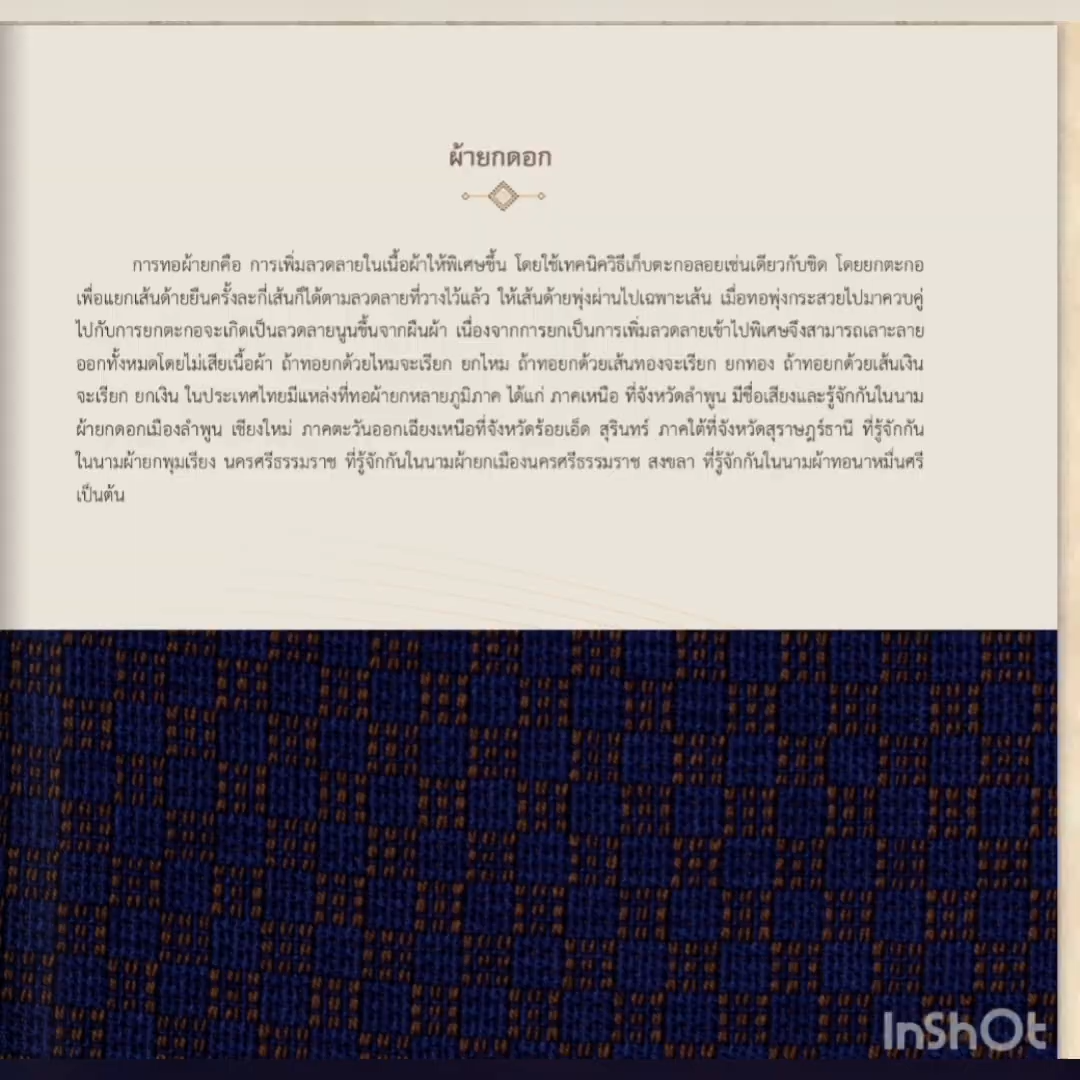 ผ้ายกดอก
การทอผ้ายกคือ การเพิ่มลวดลายในเนื้อผ้าให้พิเศษขึ้น โดยใช้เทคนิควิธีเก็บตะกอลอยเช่นเดียวกับขิด โดยยกตะกอ
เพื่อแยกเส้นด้ายยืนครั้งละกี่เส้นก็ได้ตามลวดลายที่วางไว้แล้ว ให้เส้นด้ายพุ่งผ่านไปเฉพาะเส้น เมื่อทอพุ่งกระสวยไปมาควบคู่
ไปกับการยกตะกอจะเกิดเป็นลวดลายนูนขึ้นจากผืนผ้า เนื่องจากการยกเป็นการเพิ่มลวดลายเข้าไปพิเศษจึงสามารถเลาะลาย
ออกทั้งหมดโดยไม่เสียเนื้อผ้า ถ้าทอยกด้วยไหมจะเรียก ยกไหม ถ้าทอยกด้วยเส้นทองจะเรียก ยกทอง ถ้าทอยกด้วยเส้นเงิน
จะเรียก ยกเงิน ในประเทศไทยมีแหล่งที่ทอผ้ายกหลายภูมิภาค ได้แก่ ภาคเหนือ ที่จังหวัดลำพูน มีชื่อเสียงและรู้จักกันในนาม
ผ้ายกดอกเมืองลำพูน เชียงใหม่ ภาคตะวันออกเฉียงเหนือที่จังหวัดร้อยเอ็ด สุรินทร์ ภาคใต้ที่จังหวัดสุราษฎร์ธานี ที่รู้จักกัน
ในนามผ้ายกพุมเรียง นครศรีธรรมราช ที่รู้จักกันในนามผ้ายกเมืองนครศรีธรรมราช สงขลา ที่รู้จักกันในนามผ้าทอนาหมื่นศรี
เป็นต้น
InShOt